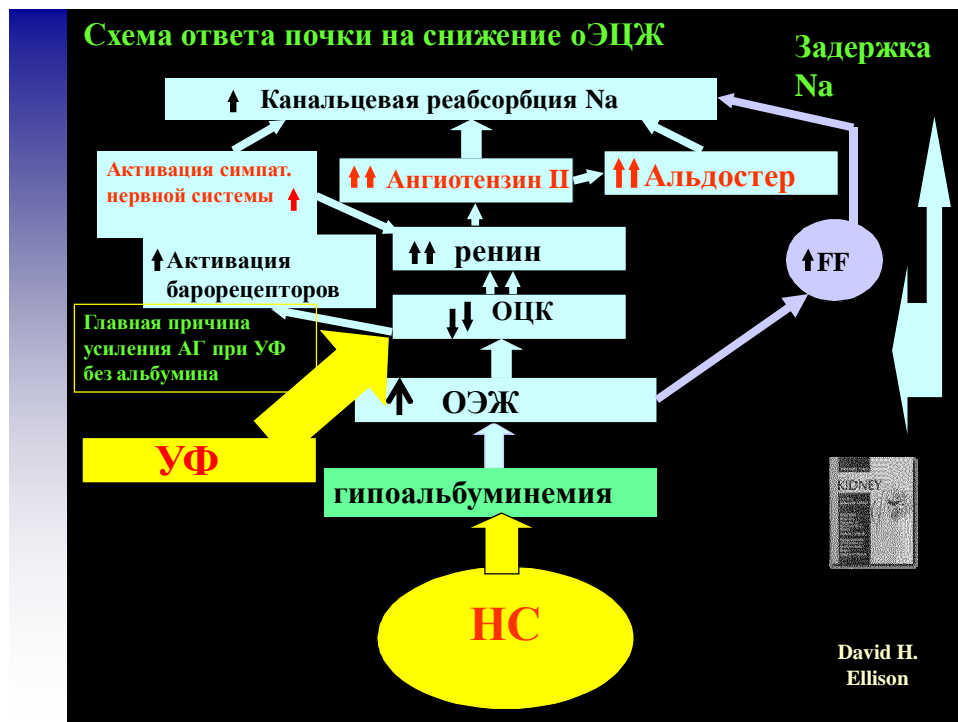 Схема ответа почки на снижение оЭЦЖ
Задержка
Na
Канальцевая реабсорбция Na
Активация симпат.
нервной системы
Ангиотензин II
Альдостер
ренин
Активация
барорецепторов
FF
ОЦК
Главная причина
усиления АГ при УФ
без альбумина
ОЭЖ
УФ
гипоальбуминемия
KIDNEY
НС
David H.
Ellison